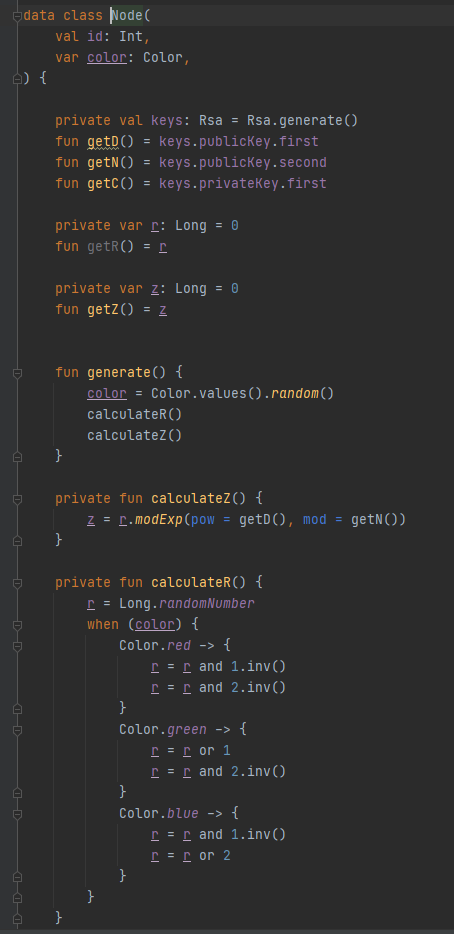 data class Node(
    val id: Int,
    var color: Color,
) {

    private val keys: Rsa = Rsa.generate()
    fun getD() = keys.publicKey.first
    fun getN() = keys.publicKey.second
    fun getC() = keys.privateKey.first

    private var r: Long = 0
    fun getR() = r

    private var z: Long = 0
    fun getZ() = z


    fun generate() {
        color = Color.values().random()
        calculateR()
        calculateZ()
    }

    private fun calculateZ() {
        z = r.modExp(pow = getD(), mod = getN())
    }

    private fun calculateR() {
        r = Long.randomNumber
        when (color) {
            Color.red -> {
                r = r and 1.inv()
                r = r and 2.inv()
            }
            Color.green -> {
                r = r or 1
                r = r and 2.inv()
            }
            Color.blue -> {
                r = r and 1.inv()
                r = r or 2
            }
        }
    }